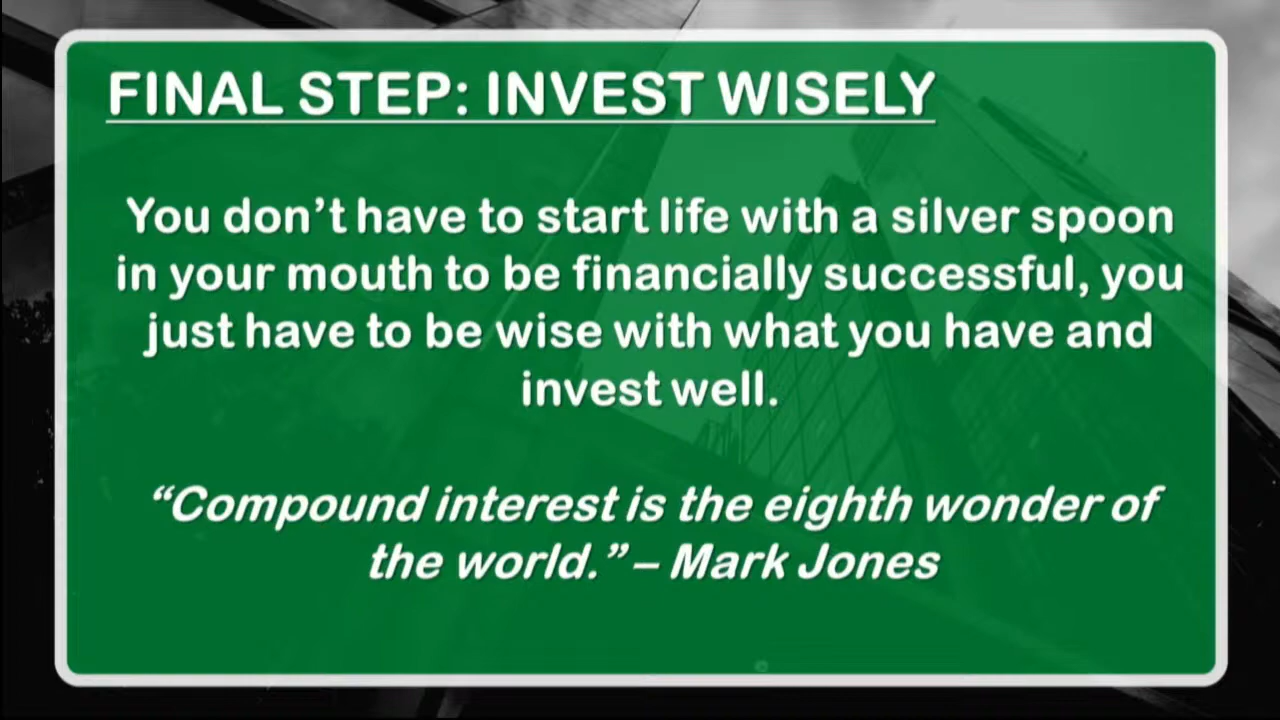 FINAL STEP: INVEST WISELY
You don’t have to start life with a silver spoon
in your mouth to be financially successful, you
just have to be wise with what you have and
invest well.
“Compound interest is the eighth wonder of
the world.” – Mark Jones